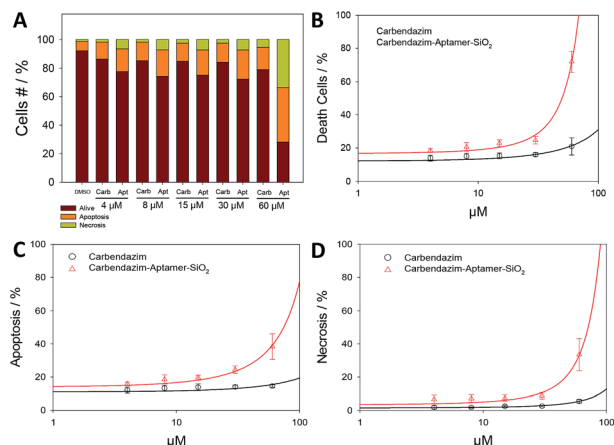 A
Cells # / %
100
80
60
40
20
0
DMSO Carb Apt Carb Apt Carb Apt Carb Apt Carb Apt
4 µM 8 µM 15 µM 30 µM 60 µM
Alive
Apoptosis
Necrosis
B
Death Cells / %
100
80
60
40
20
0
Carbendazim
Carbendazim-Aptamer-SiO₂
1 10 100
µM
C
Apoptosis / %
100
80
60
40
20
0
Carbendazim
Carbendazim-Aptamer-SiO₂
1 10 100
µM
D
Necrosis / %
100
80
60
40
20
0
Carbendazim
Carbendazim-Aptamer-SiO₂
1 10 100
µM